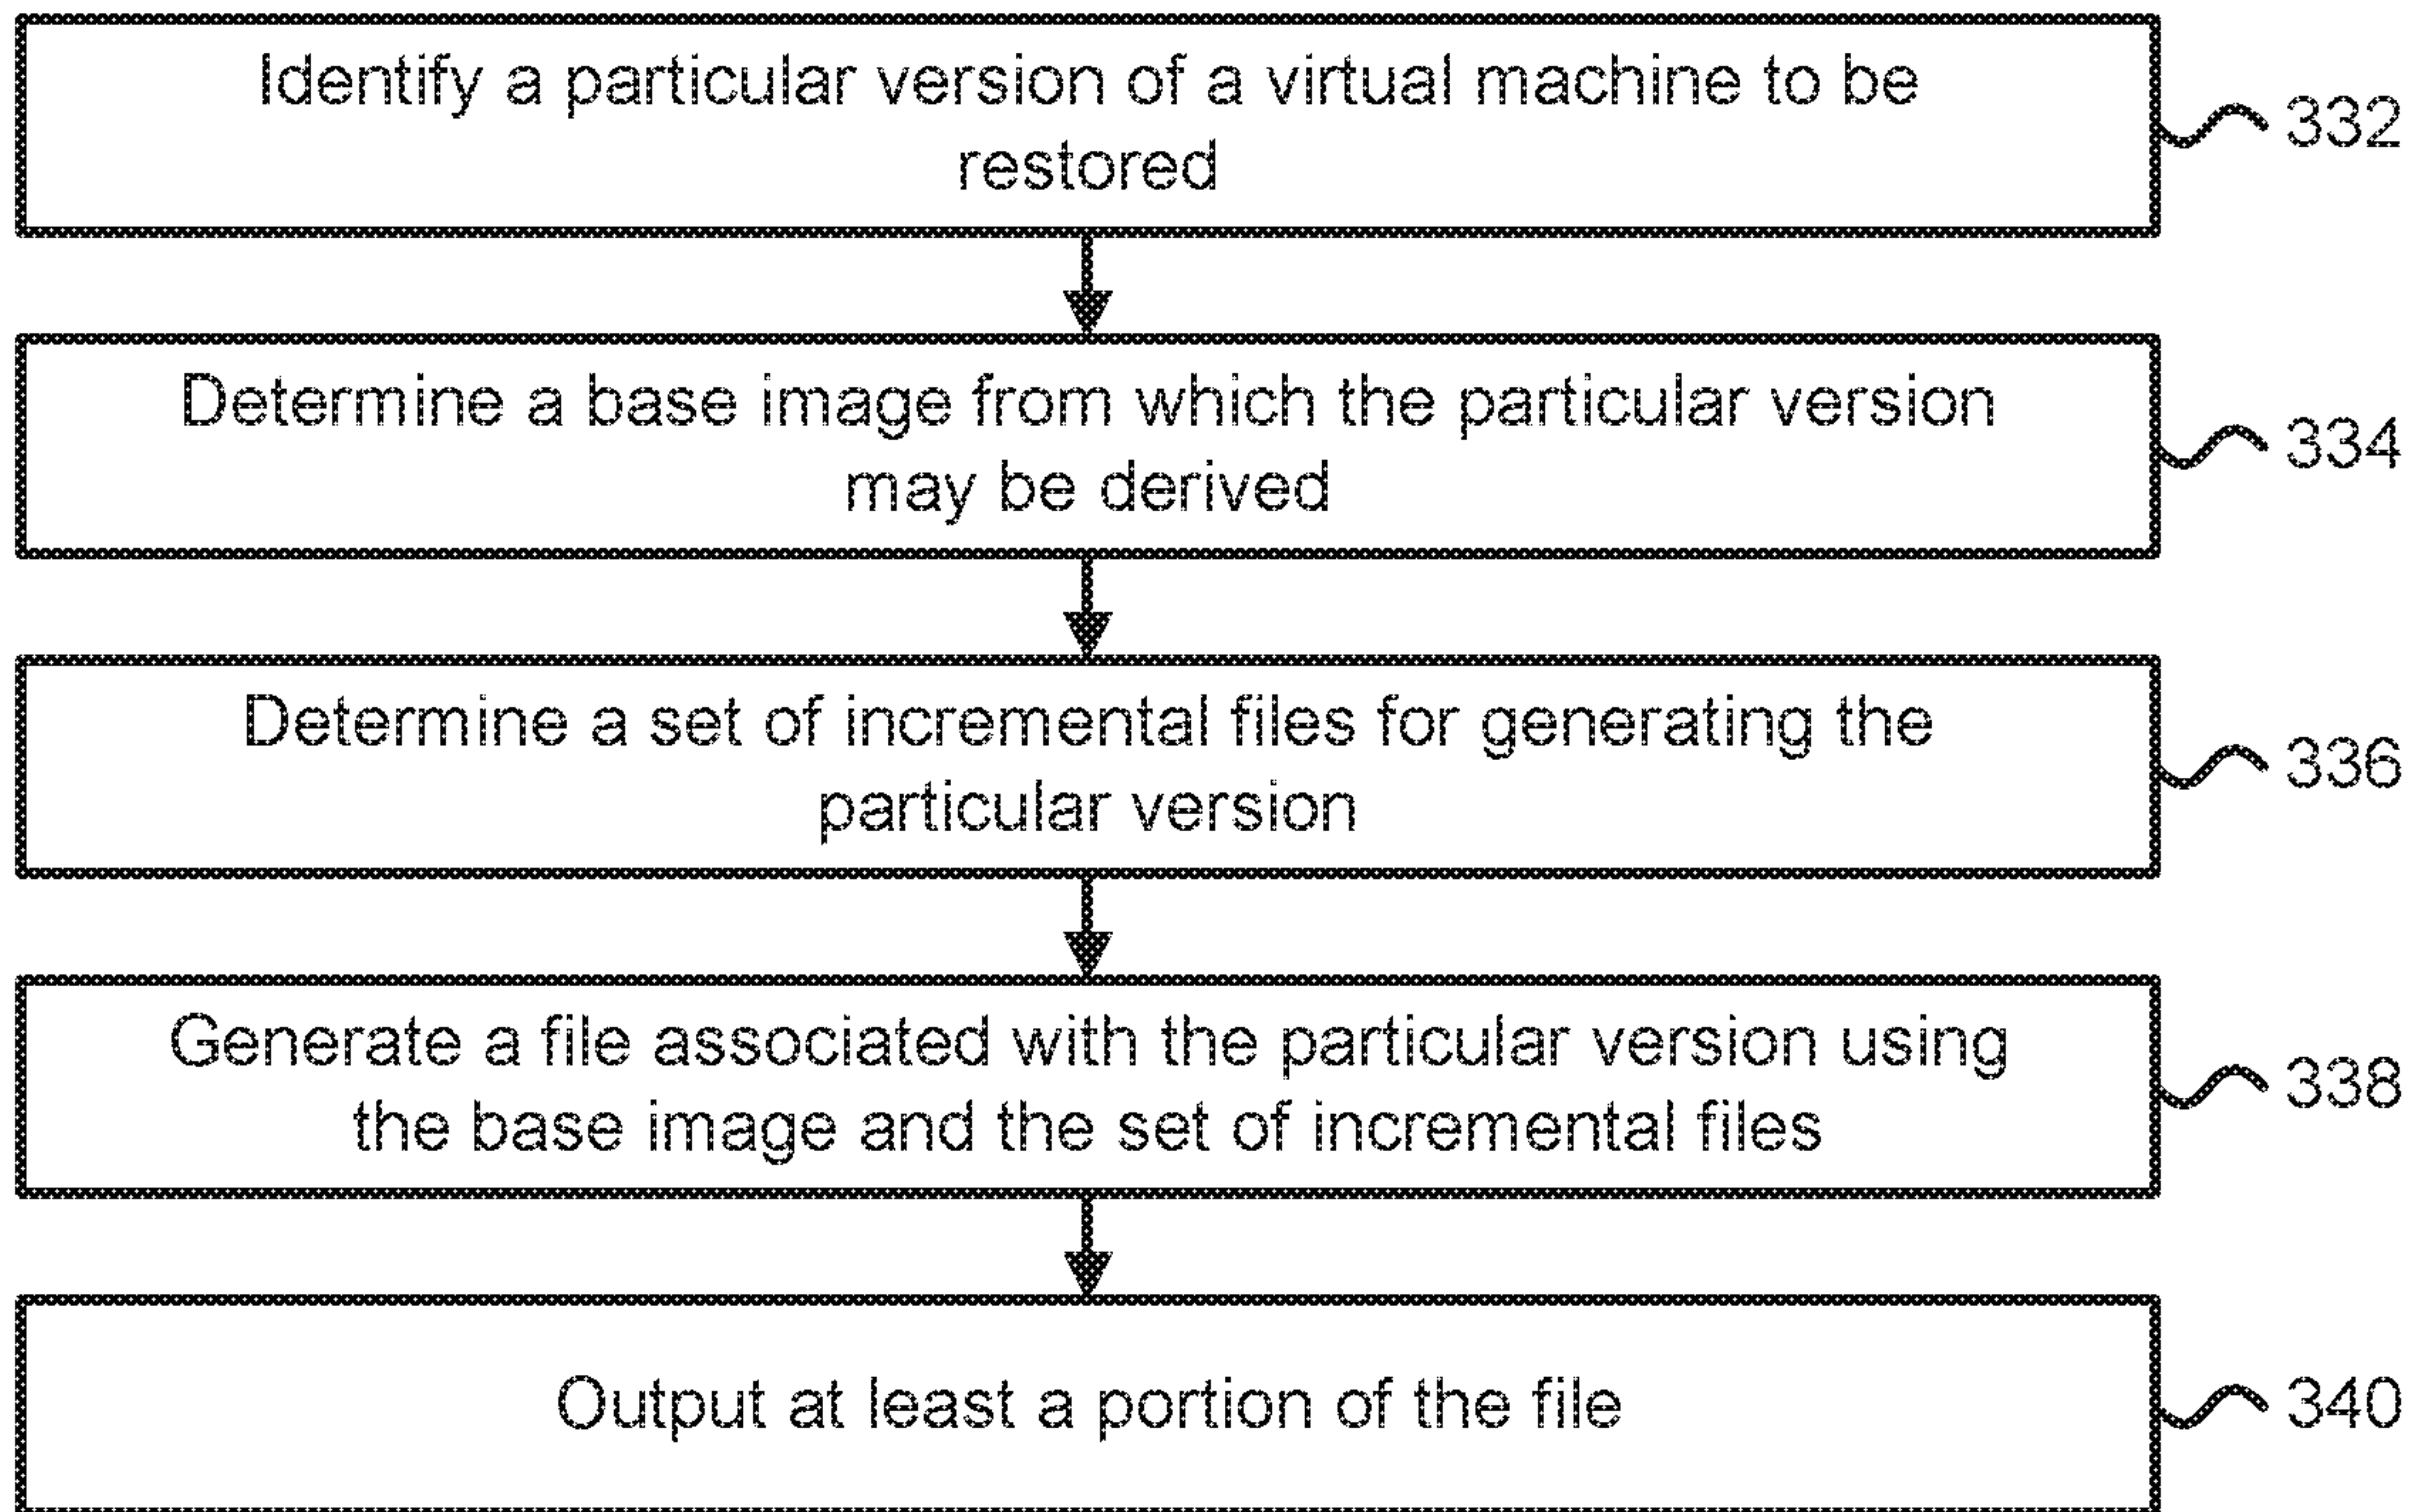 Identify a particular version of a virtual machine to be
restored
332
Determine a base image from which the particular version
may be derived
334
Determine a set of incremental files for generating the
particular version
336
Generate a file associated with the particular version using
the base image and the set of incremental files
338
Output at least a portion of the file
340